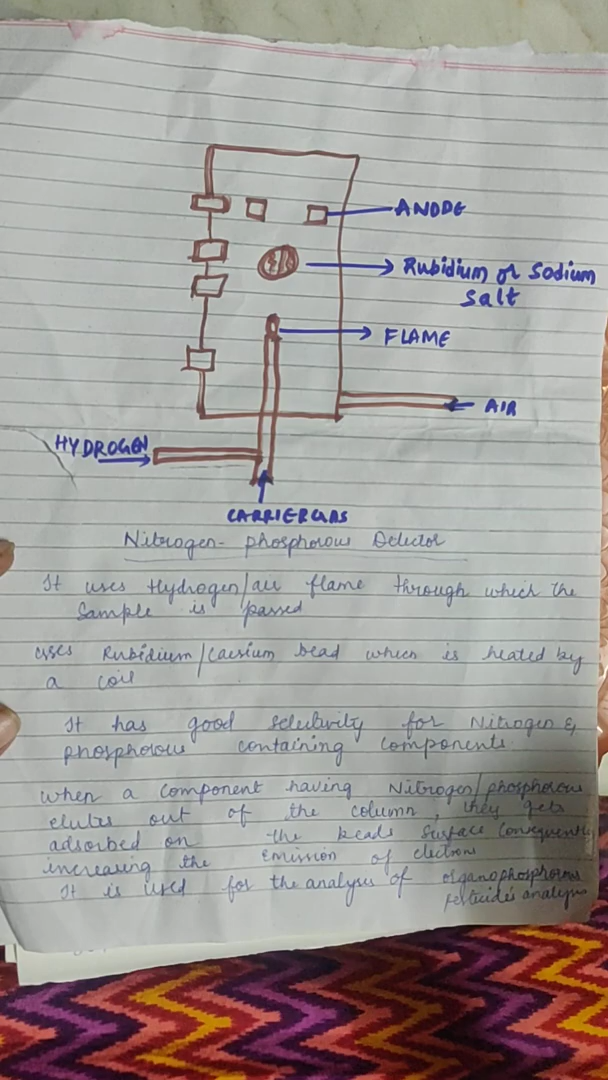 ANODE
Rubidium or Sodium
Salt
FLAME
AIR
HYDROGEN
CARRIER GAS
Nitrogen- phosphorous Detector
It uses Hydrogen/air flame through which the
Sample is passed
uses Rubidium/Caesium bead which is heated by
a coil
It has good selectivity for Nitrogen &
phosphorous containing components
When a component having Nitrogen/phosphorous
elutes out of the column, they gets
adsorbed on the beads surface consequently
increasing the emission of electrons
It is used for the analysis of organophosphorous
pesticides analysis